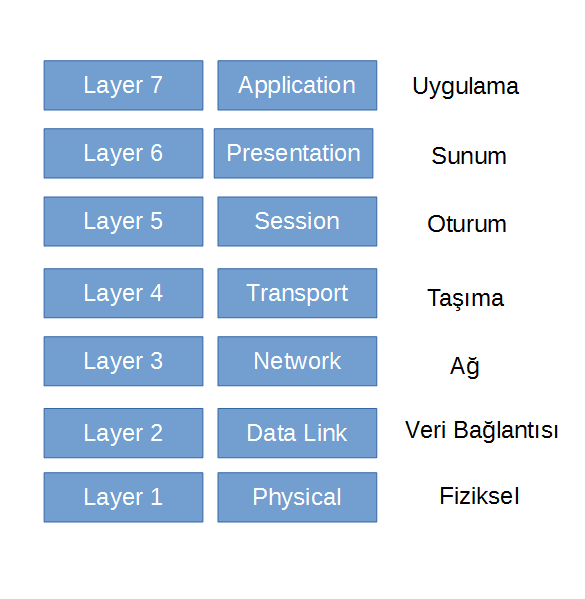 Layer 7 Application Uygulama
Layer 6 Presentation Sunum
Layer 5 Session Oturum
Layer 4 Transport Taşıma
Layer 3 Network Ağ
Layer 2 Data Link Veri Bağlantısı
Layer 1 Physical Fiziksel